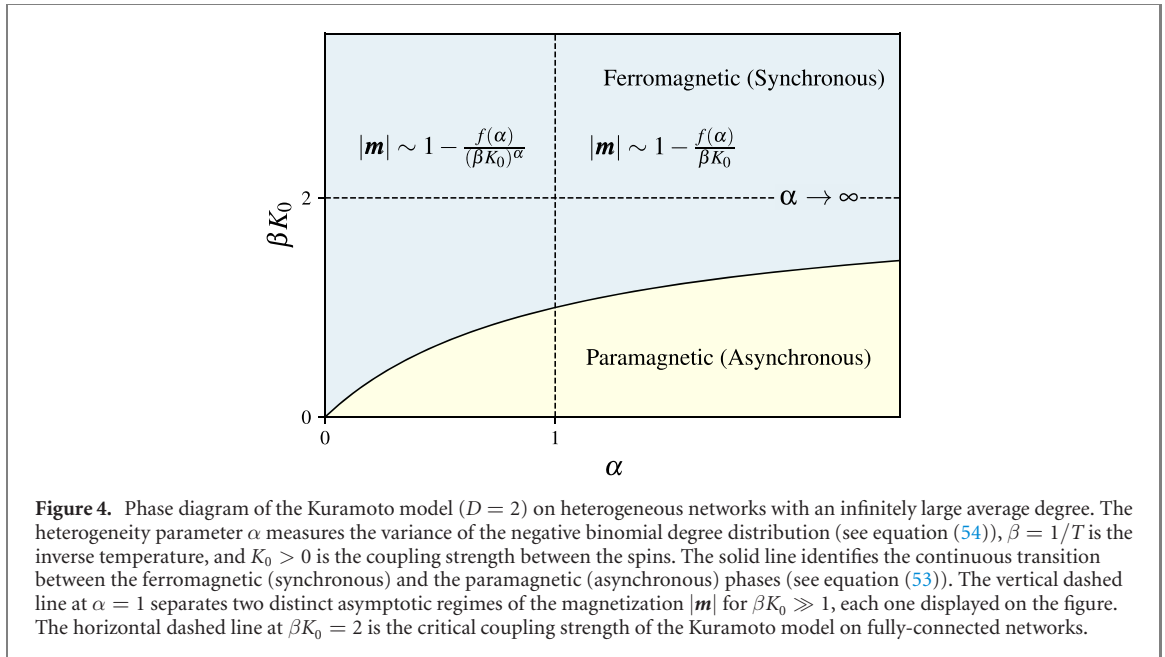 Ferromagnetic (Synchronous)
|m| ∼ 1 − f(α)/(βK₀)^α
|m| ∼ 1 − f(α)/βK₀
2
α → ∞
βK₀
Paramagnetic (Asynchronous)
0
0
1
α
Figure 4. Phase diagram of the Kuramoto model (D = 2) on heterogeneous networks with an infinitely large average degree. The
heterogeneity parameter α measures the variance of the negative binomial degree distribution (see equation (54)), β = 1/T is the
inverse temperature, and K₀ > 0 is the coupling strength between the spins. The solid line identifies the continuous transition
between the ferromagnetic (synchronous) and the paramagnetic (asynchronous) phases (see equation (53)). The vertical dashed
line at α = 1 separates two distinct asymptotic regimes of the magnetization |m| for βK₀ ≫ 1, each one displayed on the figure.
The horizontal dashed line at βK₀ = 2 is the critical coupling strength of the Kuramoto model on fully-connected networks.